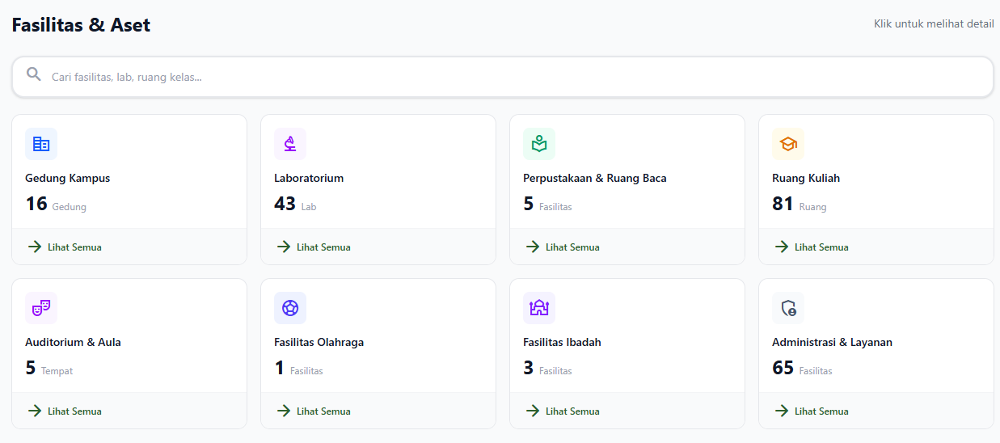 Fasilitas & Aset
Klik untuk melihat detail
Cari fasilitas, lab, ruang kelas...
Gedung Kampus
16 Gedung
Lihat Semua
Laboratorium
43 Lab
Lihat Semua
Perpustakaan & Ruang Baca
5 Fasilitas
Lihat Semua
Ruang Kuliah
81 Ruang
Lihat Semua
Auditorium & Aula
5 Tempat
Lihat Semua
Fasilitas Olahraga
1 Fasilitas
Lihat Semua
Fasilitas Ibadah
3 Fasilitas
Lihat Semua
Administrasi & Layanan
65 Fasilitas
Lihat Semua